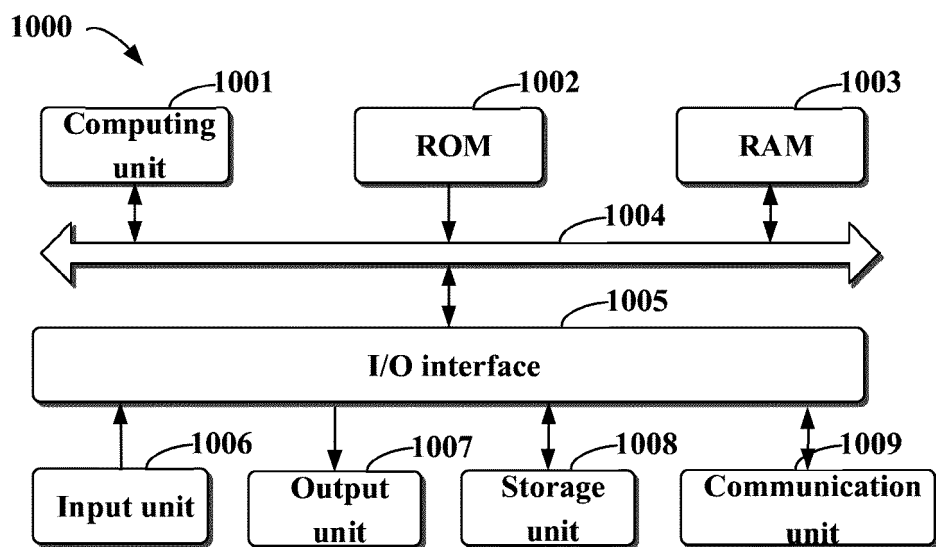 1000
1001
1002
1003
Computing
unit
ROM
RAM
1004
1005
I/O interface
1006
1007
1008
1009
Input unit
Output
unit
Storage
unit
Communication
unit